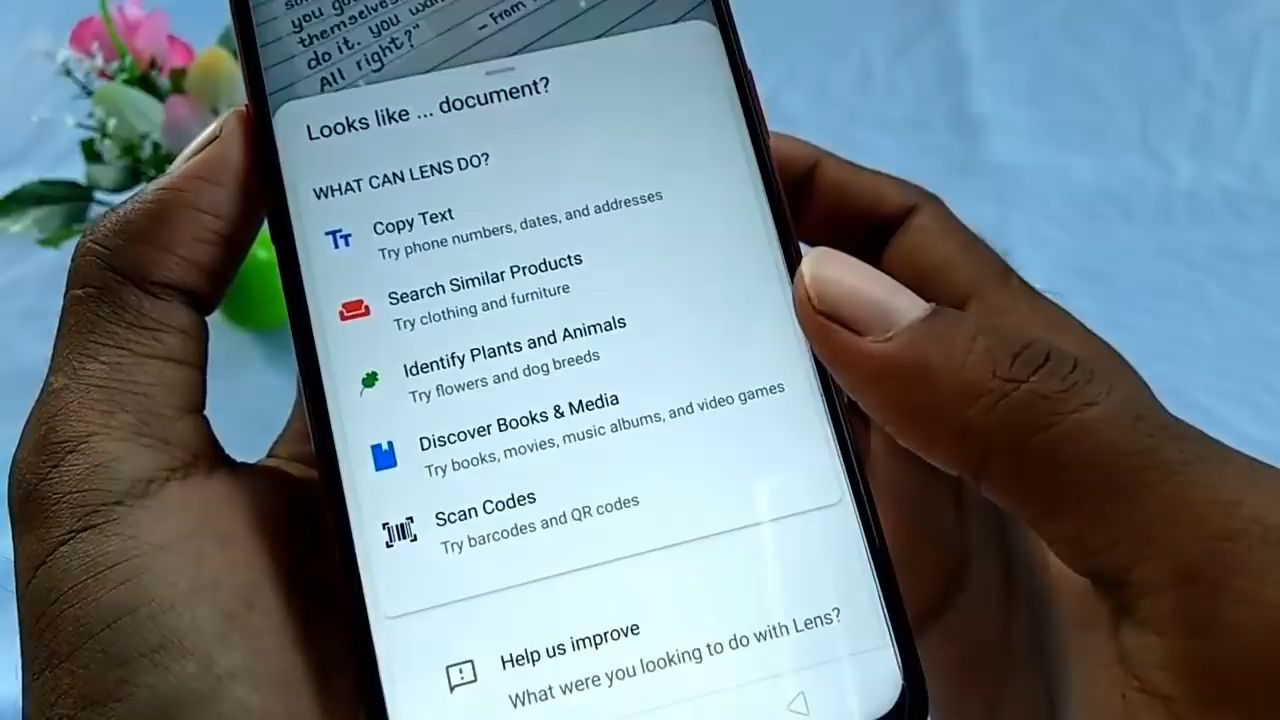 you go
themselves
do it. you wan
All right?"
– From
Looks like ... document?
WHAT CAN LENS DO?
Copy Text
Try phone numbers, dates, and addresses
Search Similar Products
Try clothing and furniture
Identify Plants and Animals
Try flowers and dog breeds
Discover Books & Media
Try books, movies, music albums, and video games
Scan Codes
Try barcodes and QR codes
Help us improve
What were you looking to do with Lens?